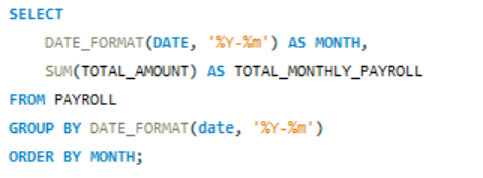 SELECT
DATE_FORMAT(DATE, '%Y-%m') AS MONTH,
SUM(TOTAL_AMOUNT) AS TOTAL_MONTHLY_PAYROLL
FROM PAYROLL
GROUP BY DATE_FORMAT(date, '%Y-%m')
ORDER BY MONTH;